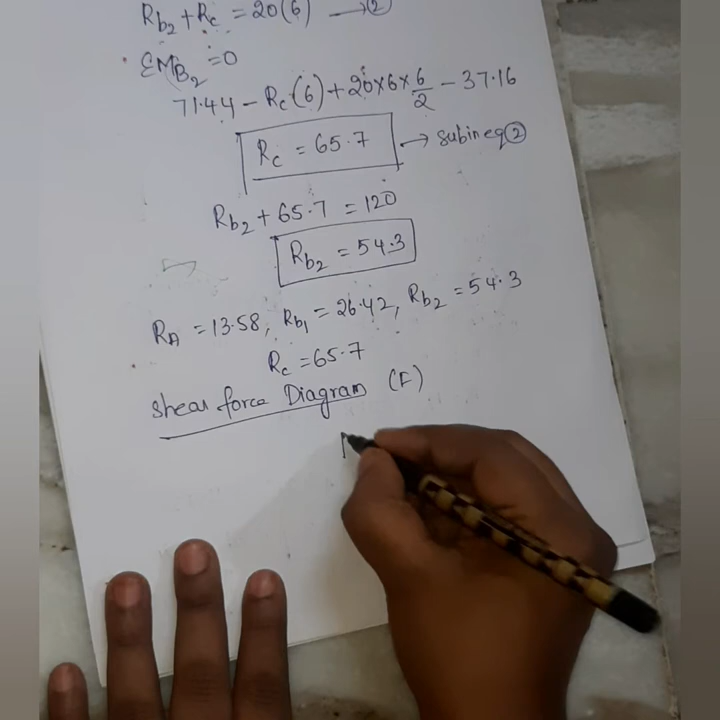 Rb2 + Rc = 20(6) → ②
ΣMB2 = 0
71.44 - Rc(6) + 20×6×6/2 - 37.16
Rc = 65.7 → sub in eq ②
Rb2 + 65.7 = 120
Rb2 = 54.3
RA = 13.58, Rb1 = 26.42, Rb2 = 54.3
Rc = 65.7
Shear force Diagram (F)